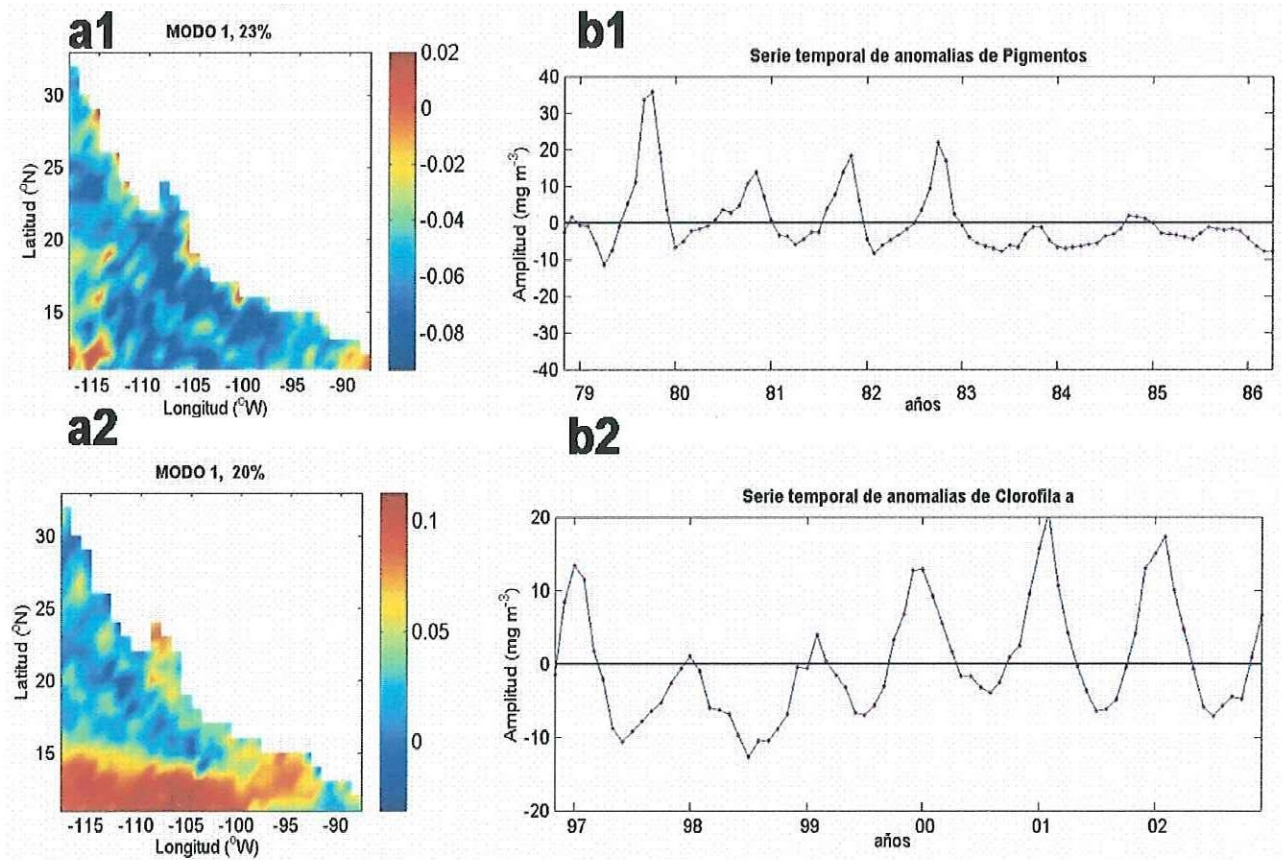 a1
MODO 1, 23%
0.02
0
-0.02
-0.04
-0.06
-0.08
30
25
20
15
Latitud (ºN)
-115 -110 -105 -100 -95 -90
Longitud (ºW)
b1
Serie temporal de anomalias de Pigmentos
40
30
20
10
0
-10
-20
-30
-40
Amplitud (mg m-3)
79 80 81 82 83 84 85 86
años
a2
MODO 1, 20%
0.1
0.05
0
30
25
20
15
Latitud (ºN)
-115 -110 -105 -100 -95 -90
Longitud (ºW)
b2
Serie temporal de anomalias de Clorofila a
20
10
0
-10
-20
Amplitud (mg m-3)
97 98 99 00 01 02
años